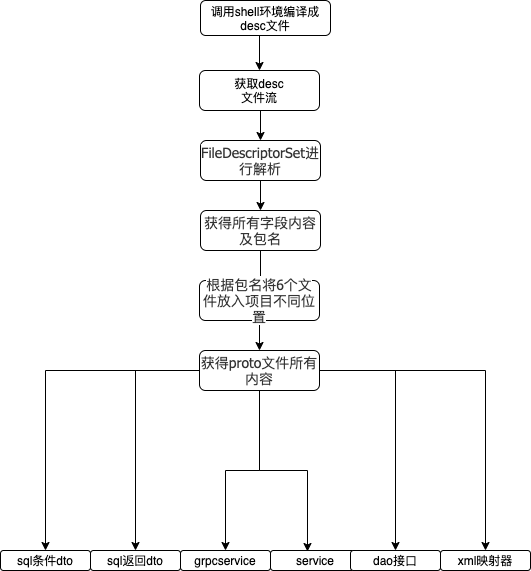 调用shell环境编译成
desc文件
获取desc
文件流
FileDescriptorSet进
行解析
获得所有字段内容
及包名
根据包名将6个文
件放入项目不同位
置
获得proto文件所有
内容
sql条件dto
sql返回dto
grpcservice
service
dao接口
xml映射器